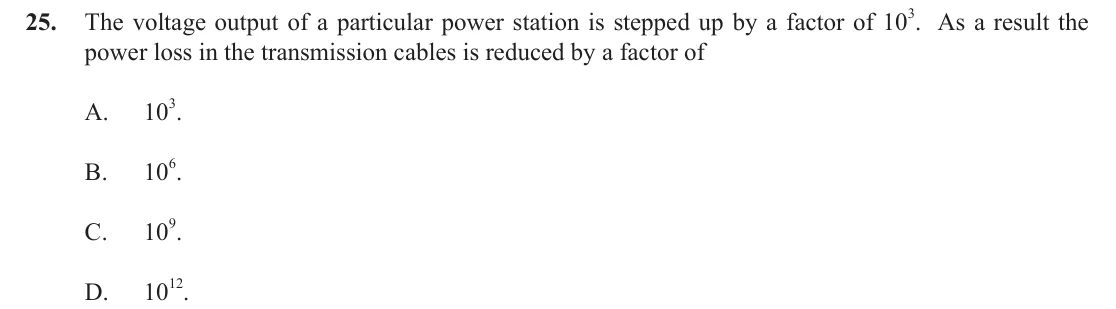 25. The voltage output of a particular power station is stepped up by a factor of 10³. As a result the
power loss in the transmission cables is reduced by a factor of
A. 10³.
B. 10⁶.
C. 10⁹.
D. 10¹².